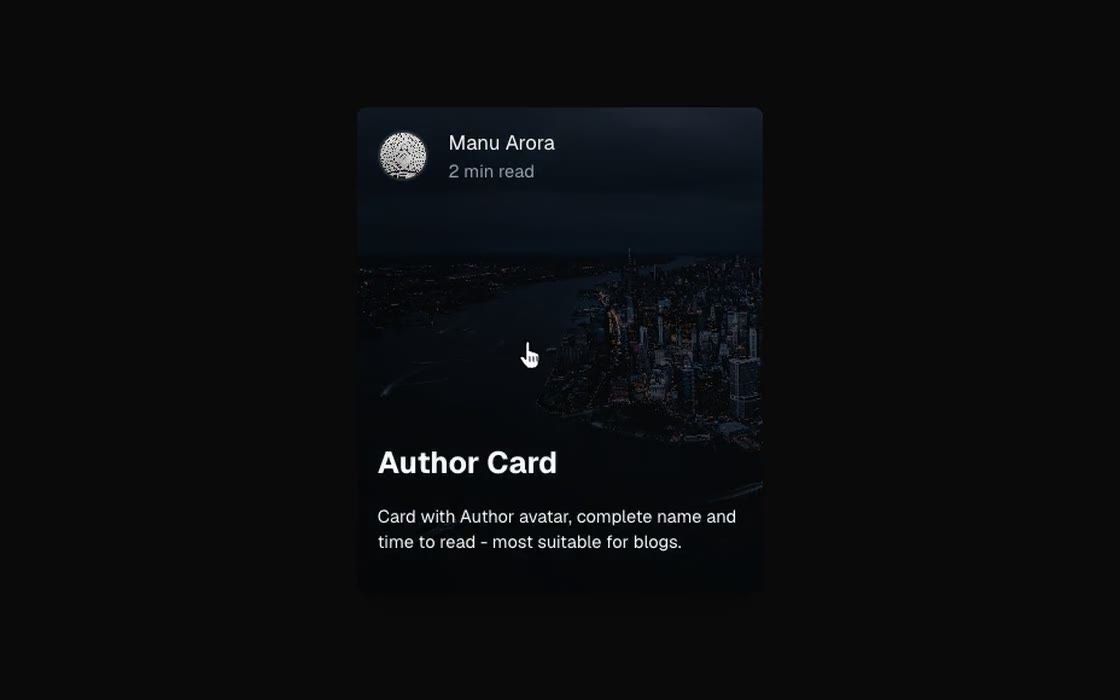 Manu Arora
2 min read
Author Card
Card with Author avatar, complete name and
time to read - most suitable for blogs.